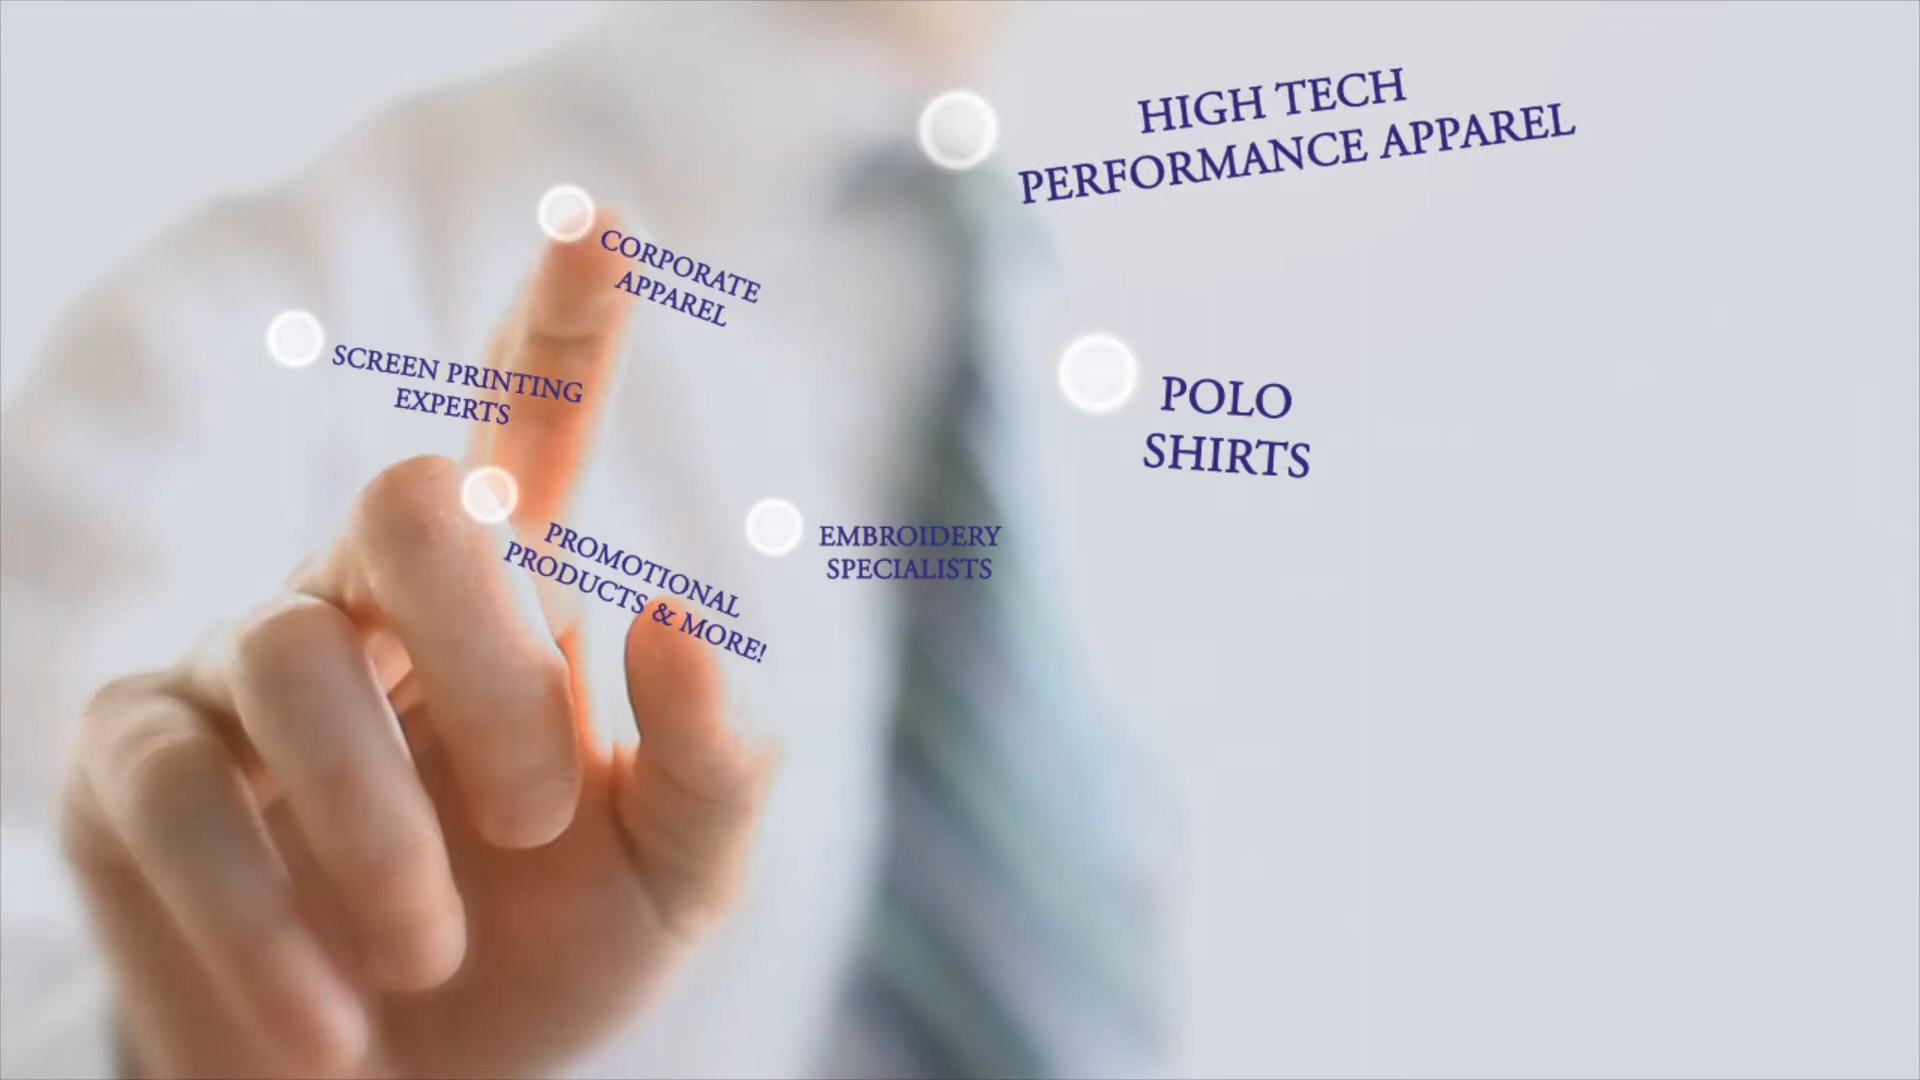 HIGH TECH
PERFORMANCE APPAREL
CORPORATE
APPAREL
SCREEN PRINTING
EXPERTS
POLO
SHIRTS
PROMOTIONAL
PRODUCTS & MORE!
EMBROIDERY
SPECIALISTS